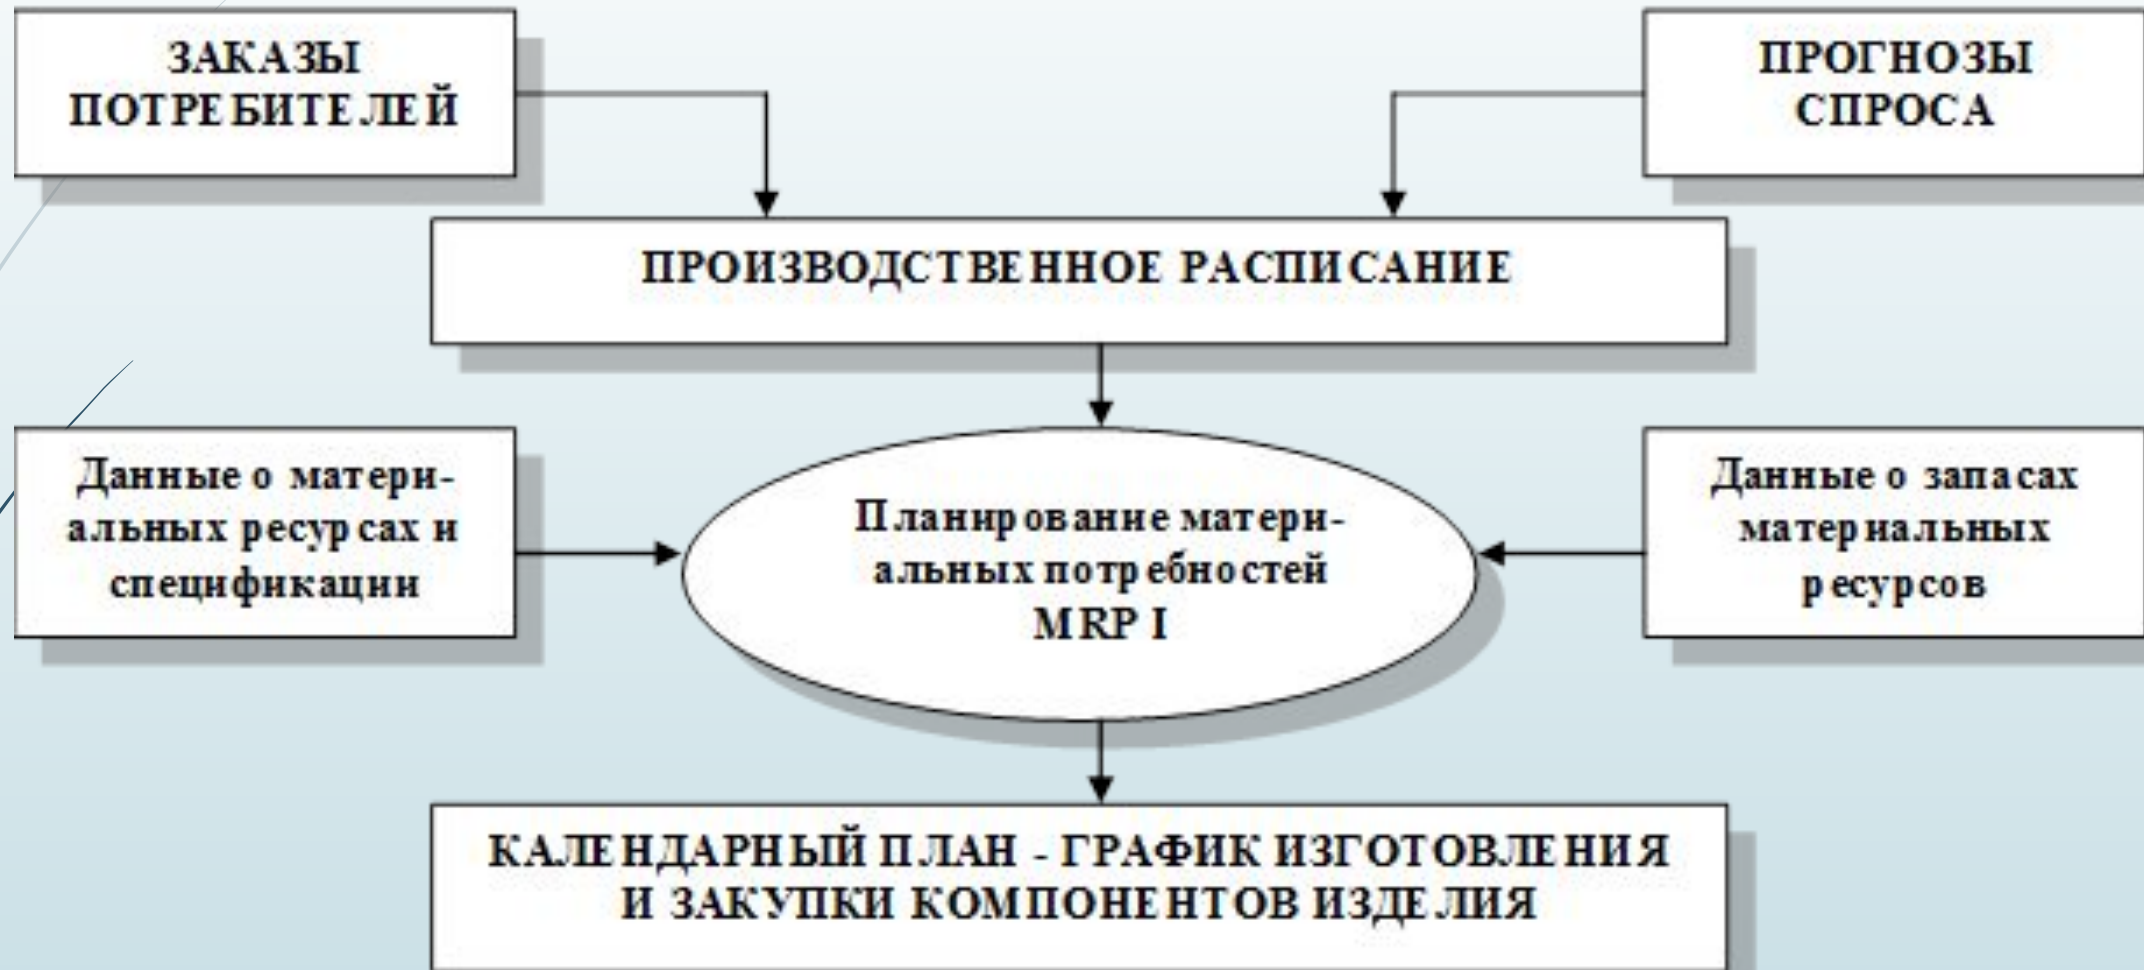 ЗАКАЗЫ
ПОТРЕБИТЕЛЕЙ
ПРОГНОЗЫ
СПРОСА
ПРОИЗВОДСТВЕННОЕ РАСПИСАНИЕ
Данные о матери-
альных ресурсах и
спецификации
Планирование матери-
альных потребностей
MRP I
Данные о запасах
материальных
ресурсов
КАЛЕНДАРНЫЙ ПЛАН - ГРАФИК ИЗГОТОВЛЕНИЯ
И ЗАКУПКИ КОМПОНЕНТОВ ИЗДЕЛИЯ